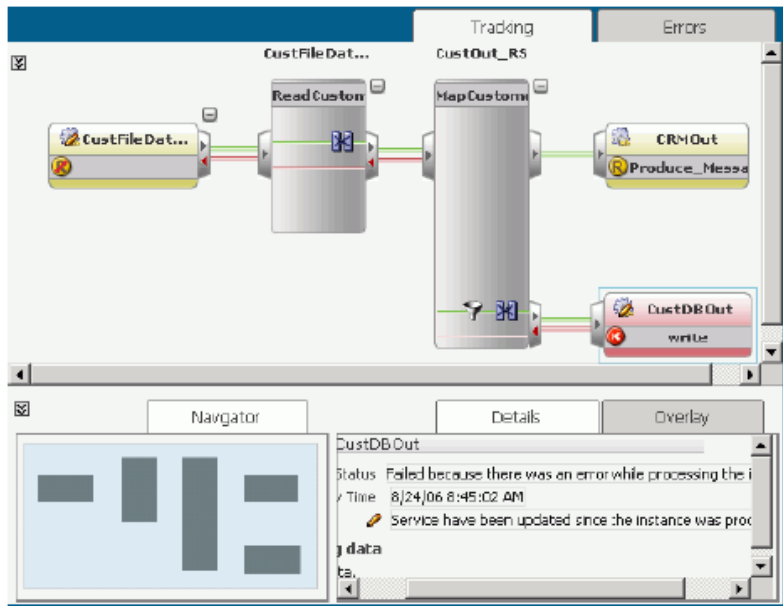 Tracking
Errors
CustFileDat...
CustOut_RS
ReadCustom
MapCustome
CustFileDat...
CRMOut
Produce_Messa
CustDBOut
write
Navigator
Details
Overlay
CustDBOut
Status Failed because there was an error while processing the i
y Time 8/24/06 8:45:02 AM
Service have been updated since the instance was proc
g data
ta.